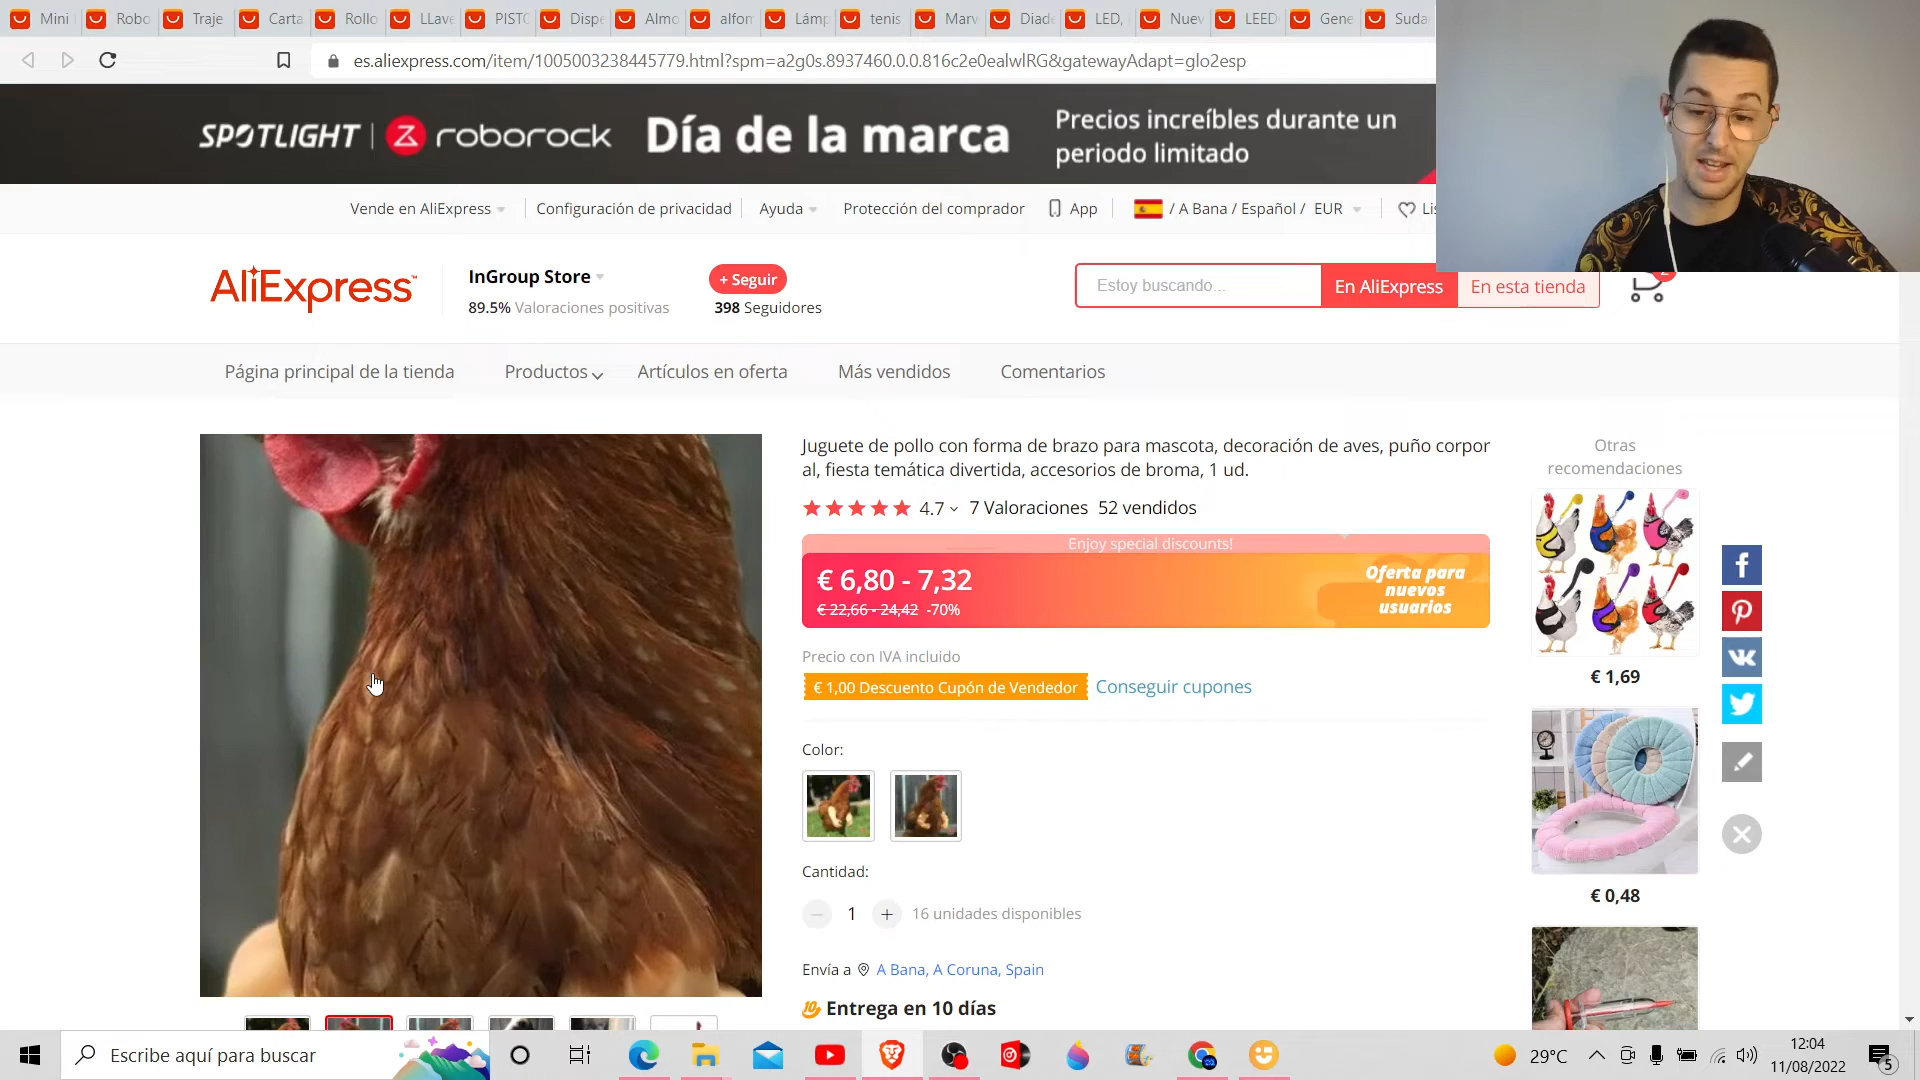 Mini
Robo
Traje
Carta
Rollo
LLave
PISTO
Dispe
Almo
alfom
Lámp
tenis
Marv
Diade
LED,
Nuev
LEED
Gene
Suda
es.aliexpress.com/item/1005003238445779.html?spm=a2g0s.8937460.0.0.816c2e0ealwlRG&gatewayAdapt=glo2esp
SPOTLIGHT | roborock Día de la marca
Precios increíbles durante un
periodo limitado
Vende en AliExpress
Configuración de privacidad
Ayuda
Protección del comprador
App
/ A Bana / Español / EUR
Lis
AliExpress™
InGroup Store
89.5% Valoraciones positivas
+ Seguir
398 Seguidores
Estoy buscando...
En AliExpress
En esta tienda
Página principal de la tienda
Productos
Artículos en oferta
Más vendidos
Comentarios
Juguete de pollo con forma de brazo para mascota, decoración de aves, puño corpor
al, fiesta temática divertida, accesorios de broma, 1 ud.
4.7 7 Valoraciones 52 vendidos
Enjoy special discounts!
€ 6,80 - 7,32
€ 22,66 - 24,42 -70%
Oferta para
nuevos
usuarios
Precio con IVA incluido
€ 1,00 Descuento Cupón de Vendedor Conseguir cupones
Color:
Cantidad:
1 + 16 unidades disponibles
Envía a A Bana, A Coruna, Spain
Entrega en 10 días
Otras
recomendaciones
€ 1,69
€ 0,48
Escribe aquí para buscar
29°C
12:04
11/08/2022
5